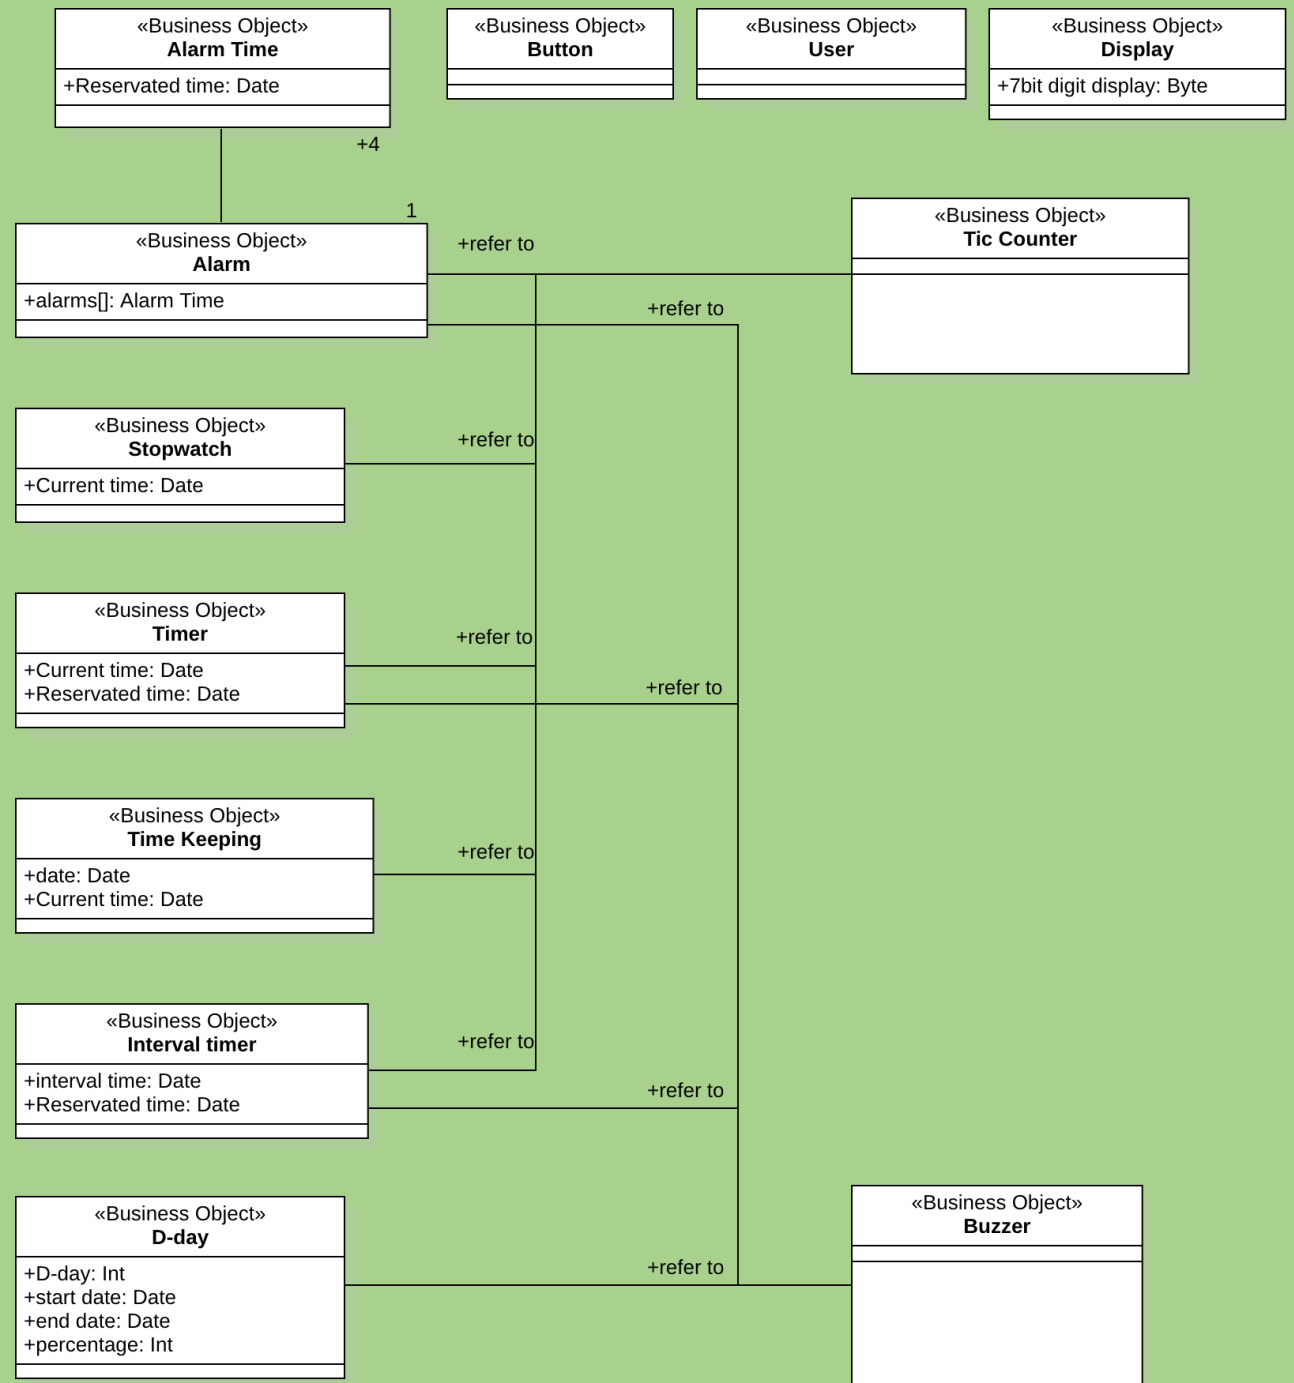 «Business Object»
Alarm Time
+Reservated time: Date
«Business Object»
Button
«Business Object»
User
«Business Object»
Display
+7bit digit display: Byte
+4
1
«Business Object»
Alarm
+alarms[]: Alarm Time
+refer to
+refer to
«Business Object»
Tic Counter
«Business Object»
Stopwatch
+Current time: Date
+refer to
«Business Object»
Timer
+Current time: Date
+Reservated time: Date
+refer to
+refer to
«Business Object»
Time Keeping
+date: Date
+Current time: Date
+refer to
«Business Object»
Interval timer
+interval time: Date
+Reservated time: Date
+refer to
+refer to
«Business Object»
D-day
+D-day: Int
+start date: Date
+end date: Date
+percentage: Int
+refer to
«Business Object»
Buzzer